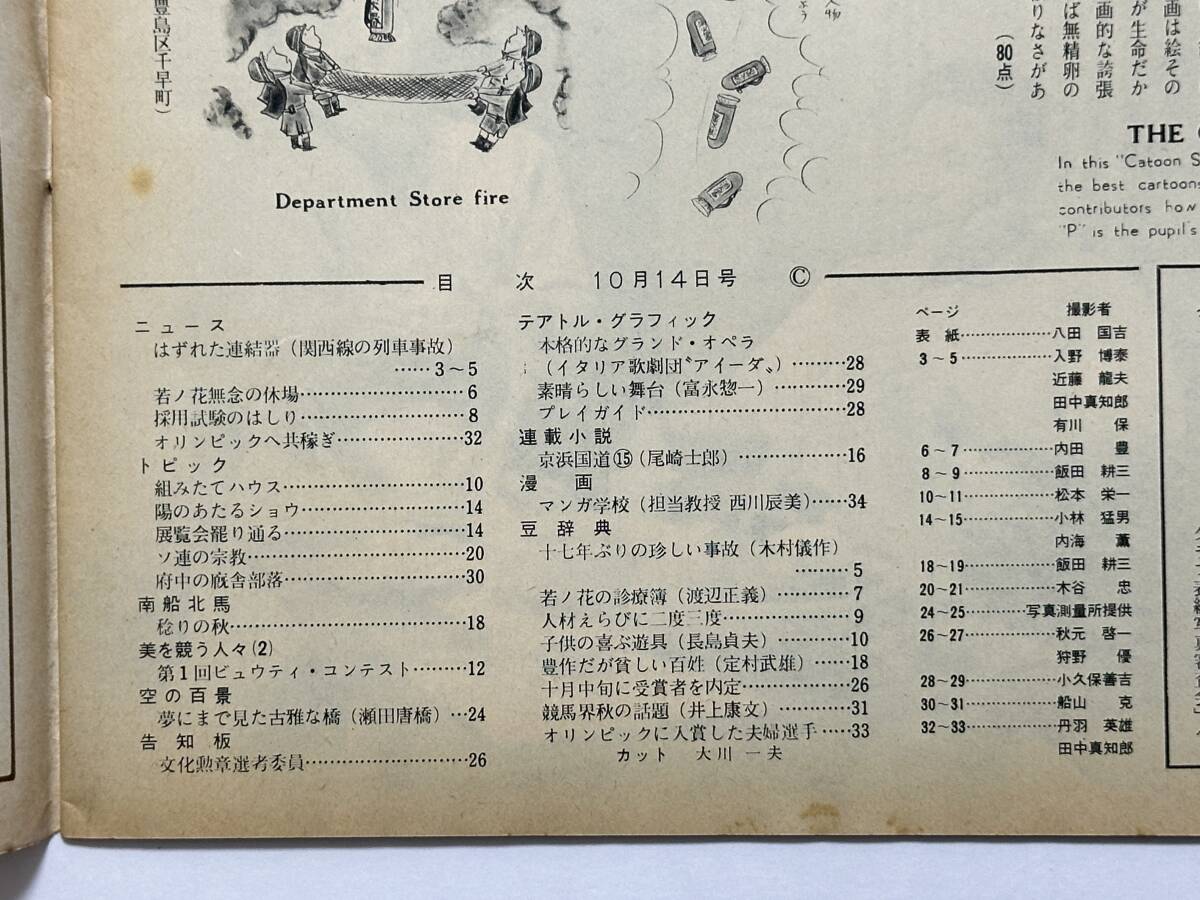 豊島区千早町）
Department Store fire
画は絵その
が生命だか
画的な誇張
ば無精卵の
りなさがあ
（80点）
THE
In this "Catoon S
the best cartoons
contributors how
"P" is the pupil's
目 次 10月14日号 ©
ニュース
はずれた連結器（関西線の列車事故）
……3～5
若ノ花無念の休場……6
採用試験のはしり……8
オリンピックへ共稼ぎ……32
トピック
組みたてハウス……10
陽のあたるショウ……14
展覧会罷り通る……14
ソ連の宗教……20
府中の厩舎部落……30
南船北馬
稔りの秋……18
美を競う人々(2)
第1回ビュウティ・コンテスト……12
空の百景
夢にまで見た古雅な橋（瀬田唐橋）…24
告知板
文化勲章選考委員……26
テアトル・グラフィック
本格的なグランド・オペラ
（イタリア歌劇団〝アイーダ〟）……28
素晴らしい舞台（富永惣一）……29
プレイガイド……28
連載小説
京浜国道⑮（尾崎士郎）……16
漫画
マンガ学校（担当教授 西川辰美）……34
豆辞典
十七年ぶりの珍しい事故（木村儀作）
……5
若ノ花の診療簿（渡辺正義）……7
人材えらびに二度三度……9
子供の喜ぶ遊具（長島貞夫）……10
豊作だが貧しい百姓（定村武雄）……18
十月中旬に受賞者を内定……26
競馬界秋の話題（井上康文）……31
オリンピックに入賞した夫婦選手……33
カット 大川一夫
ページ 撮影者
表紙……八田 国吉
3～5……入野 博泰
近藤 龍夫
田中真知郎
有川 保
6～7……内田 豊
8～9……飯田 耕三
10～11……松本 栄一
14～15……小林 猛男
内海 薫
18～19……飯田 耕三
20～21……木谷 忠
24～25……写真測量所提供
26～27……秋元 啓一
狩野 優
28～29……小久保善吉
30～31……船山 克
32～33……丹羽 英雄
田中真知郎